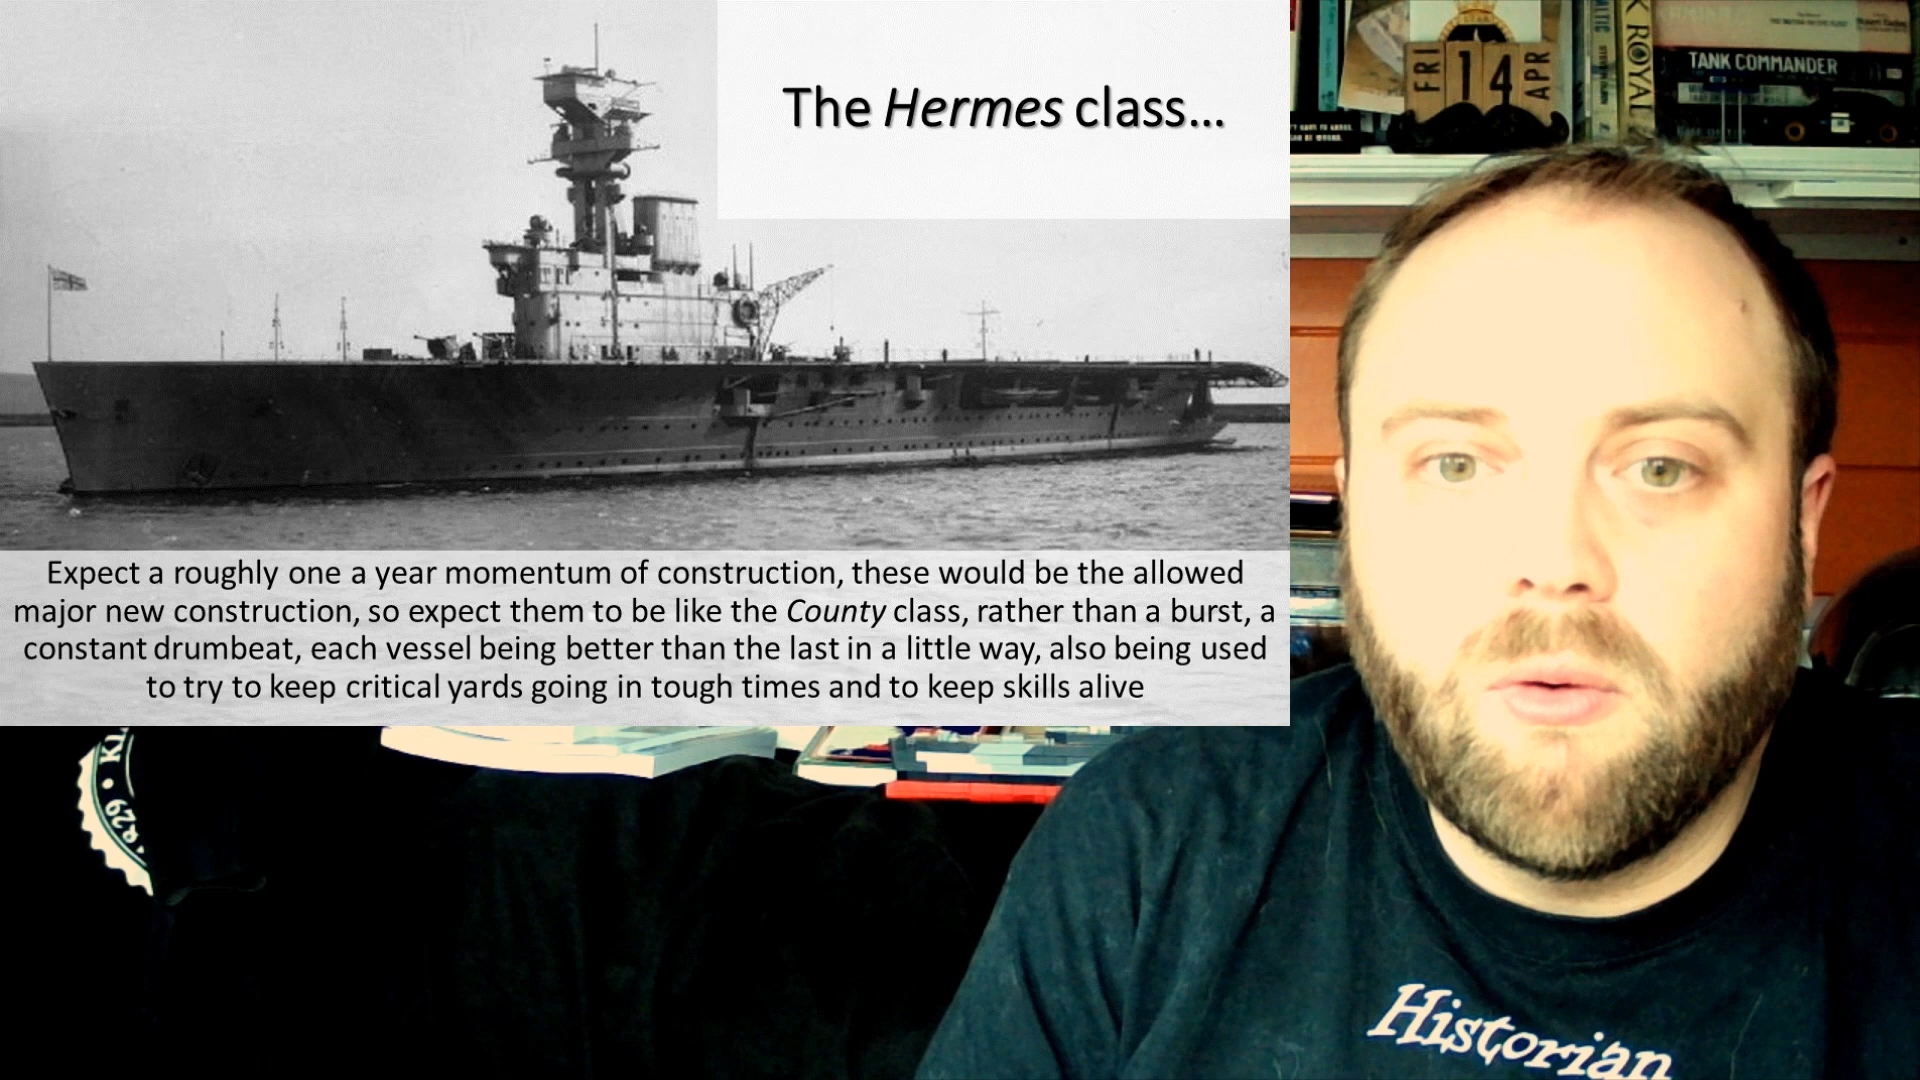 The Hermes class...
Expect a roughly one a year momentum of construction, these would be the allowed
major new construction, so expect them to be like the County class, rather than a burst, a
constant drumbeat, each vessel being better than the last in a little way, also being used
to try to keep critical yards going in tough times and to keep skills alive
FRI
14
APR
ROYAL
TANK COMMANDER
Historian